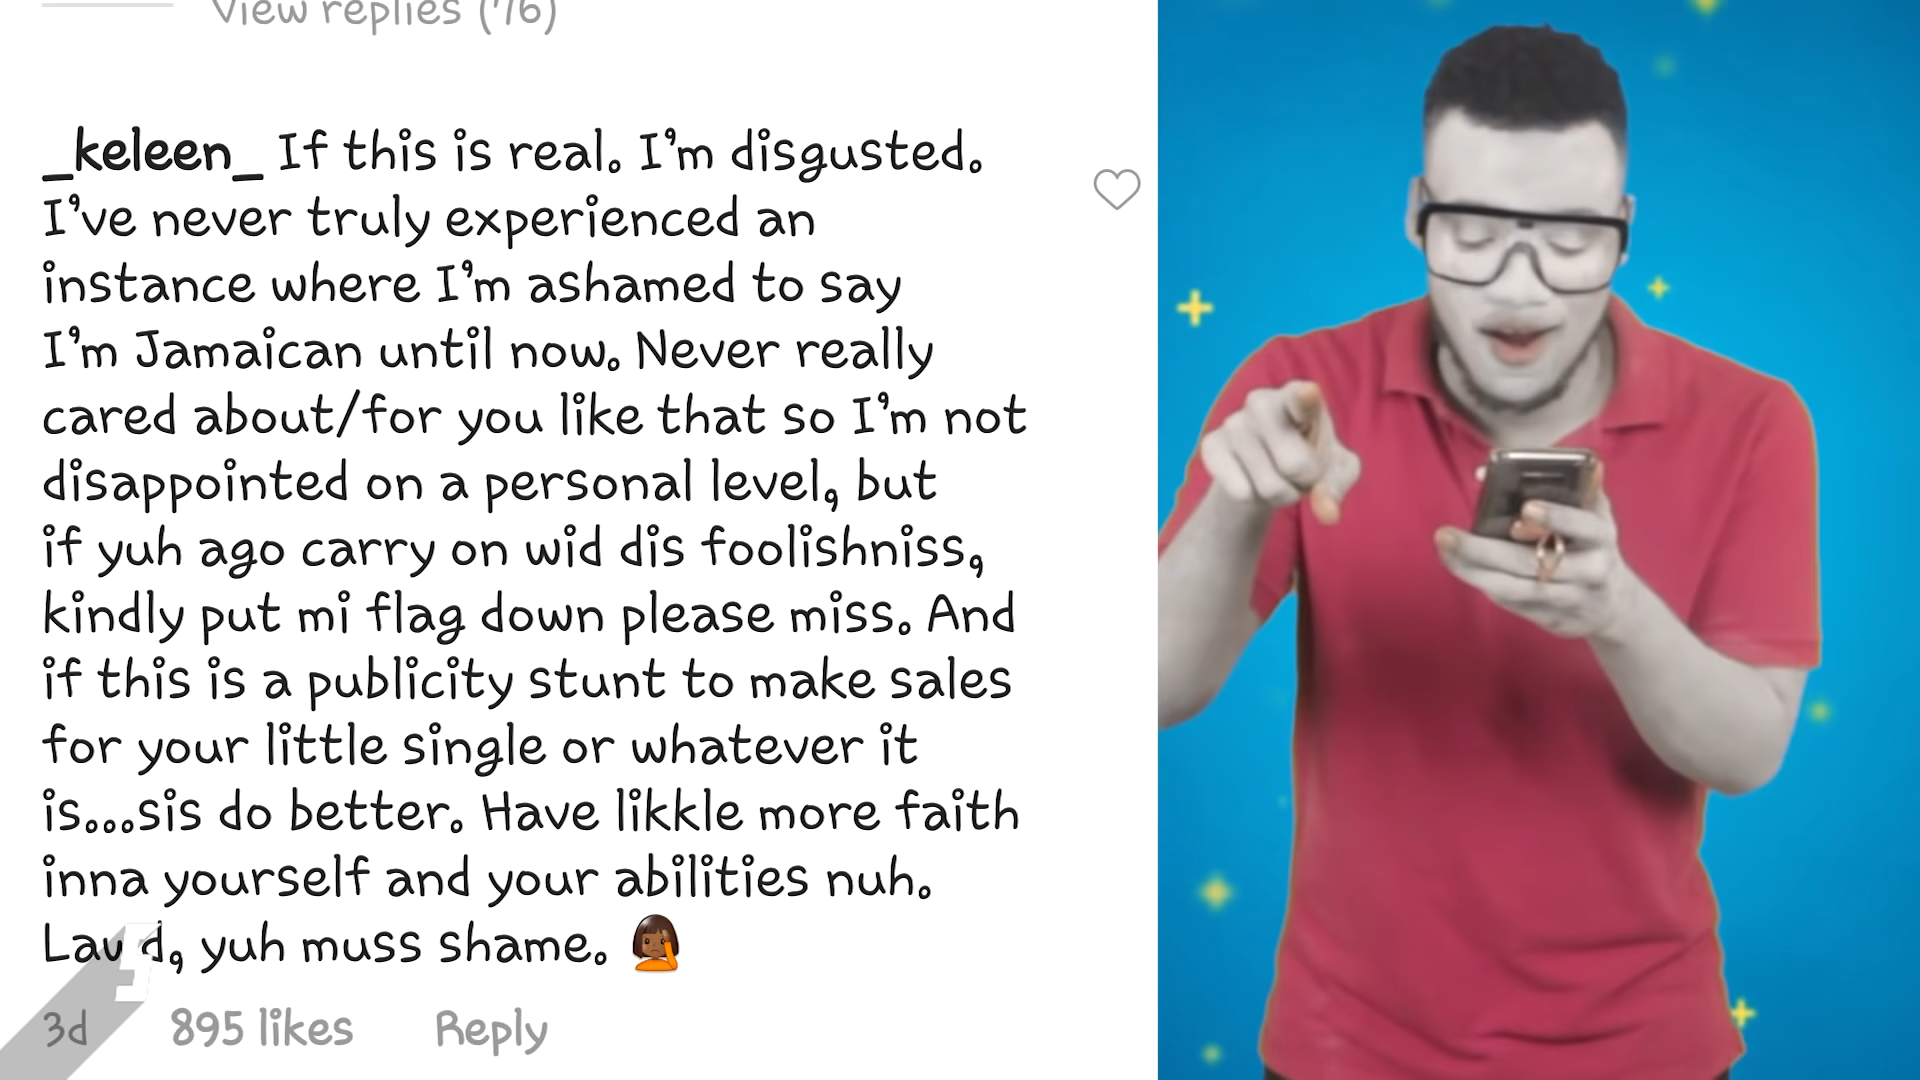 View replies (76)
_keleen_ If this is real. I'm disgusted.
I've never truly experienced an
instance where I'm ashamed to say
I'm Jamaican until now. Never really
cared about/for you like that so I'm not
disappointed on a personal level, but
if yuh ago carry on wid dis foolishniss,
kindly put mi flag down please miss. And
if this is a publicity stunt to make sales
for your little single or whatever it
is...sis do better. Have likkle more faith
inna yourself and your abilities nuh.
Lawd, yuh muss shame.
3d 895 likes Reply